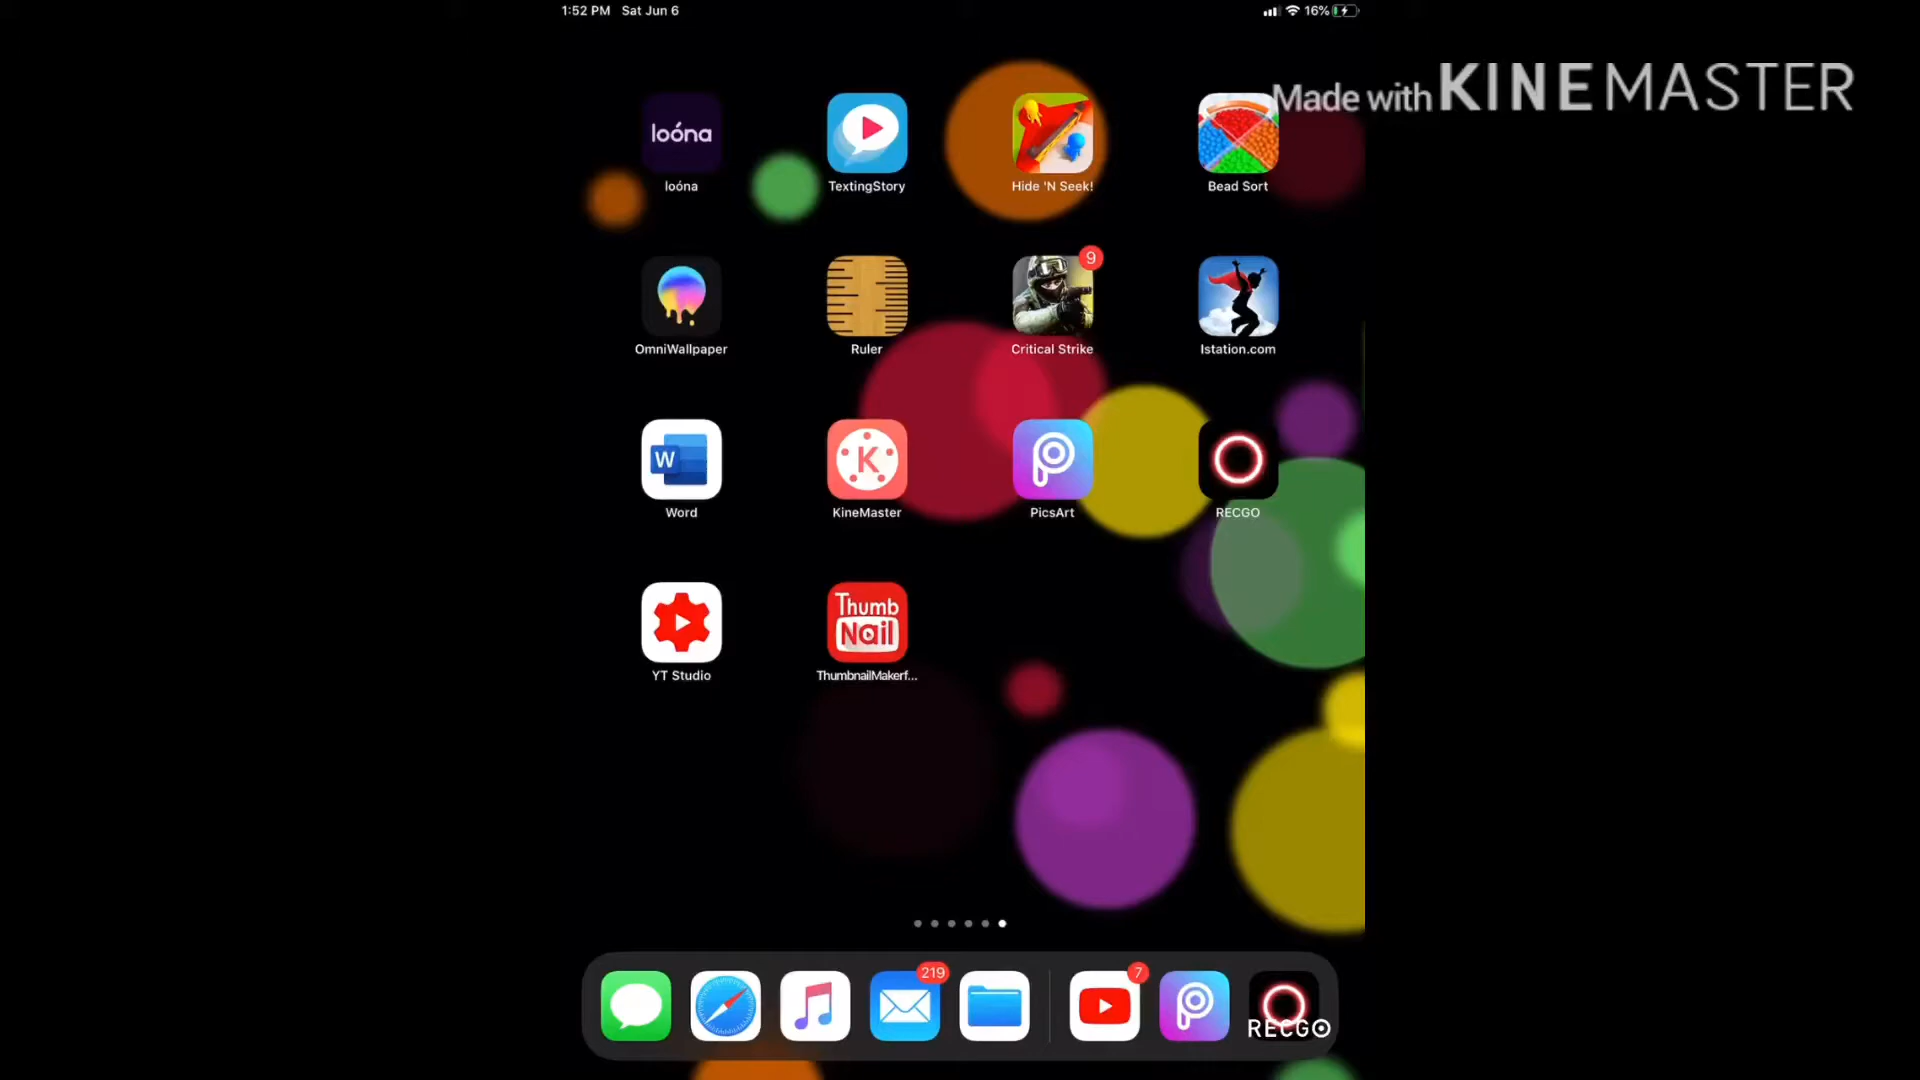 1:52 PM Sat Jun 6
16%
Made with KINEMASTER
loóna
loóna
TextingStory
Hide 'N Seek!
Bead Sort
9
OmniWallpaper
Ruler
Critical Strike
Istation.com
W
K
Word
KineMaster
PicsArt
RECGO
Thumb
Nail
YT Studio
ThumbnailMakerf...
219
7
RECGO